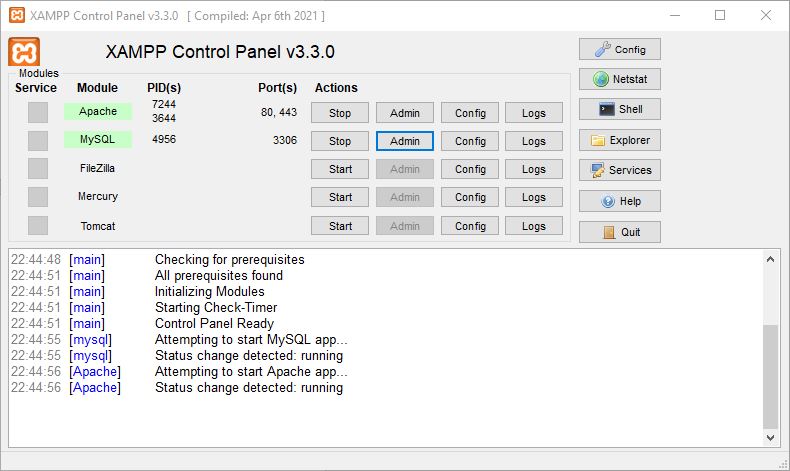 XAMPP Control Panel v3.3.0 [ Compiled: Apr 6th 2021 ]
XAMPP Control Panel v3.3.0
Config
Modules
Service Module PID(s) Port(s) Actions
Netstat
Apache 7244 3644 80, 443 Stop Admin Config Logs
Shell
MySQL 4956 3306 Stop Admin Config Logs
Explorer
FileZilla Start Admin Config Logs
Services
Mercury Start Admin Config Logs
Help
Tomcat Start Admin Config Logs
Quit
22:44:48 [main] Checking for prerequisites
22:44:51 [main] All prerequisites found
22:44:51 [main] Initializing Modules
22:44:51 [main] Starting Check-Timer
22:44:51 [main] Control Panel Ready
22:44:55 [mysql] Attempting to start MySQL app...
22:44:55 [mysql] Status change detected: running
22:44:56 [Apache] Attempting to start Apache app...
22:44:56 [Apache] Status change detected: running